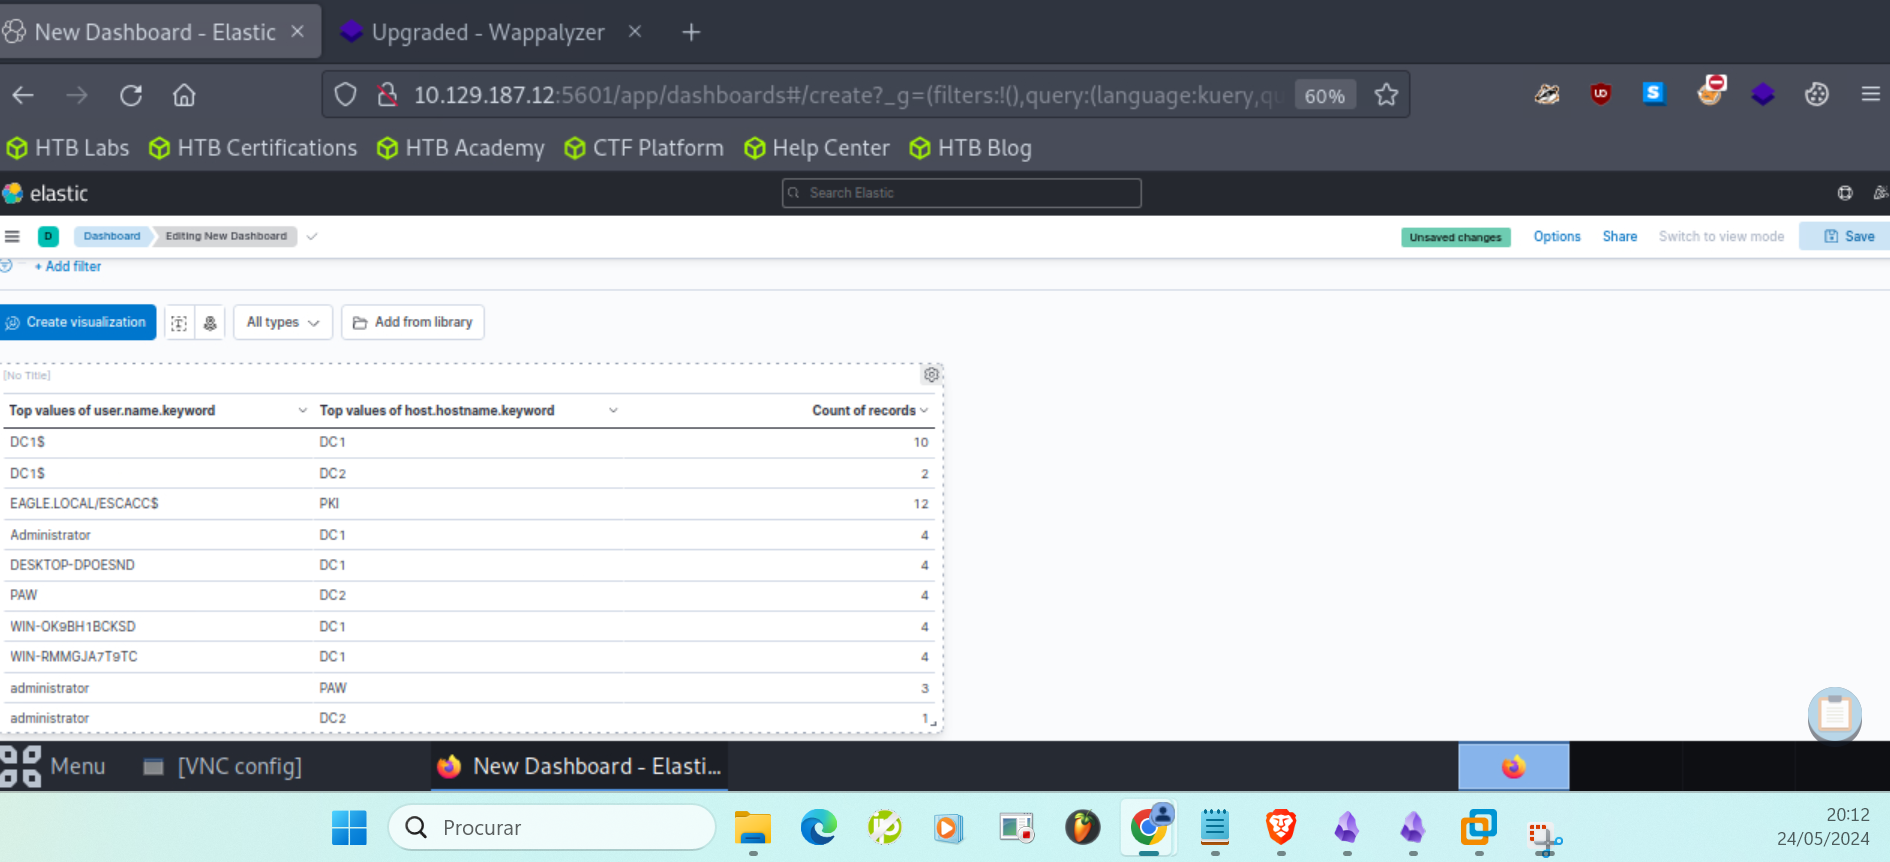 New Dashboard - Elastic
Upgraded - Wappalyzer
10.129.187.12:5601/app/dashboards#/create?_g=(filters:!(),query:(language:kuery,qu
60%
HTB Labs
HTB Certifications
HTB Academy
CTF Platform
Help Center
HTB Blog
elastic
Search Elastic
D
Dashboard
Editing New Dashboard
Unsaved changes
Options
Share
Switch to view mode
Save
+ Add filter
Create visualization
All types
Add from library
[No Title]
Top values of user.name.keyword Top values of host.hostname.keyword Count of records
DC1$ DC1 10
DC1$ DC2 2
EAGLE.LOCAL/ESCACC$ PKI 12
Administrator DC1 4
DESKTOP-DPOESND DC1 4
PAW DC2 4
WIN-OK9BH1BCKSD DC1 4
WIN-RMMGJA7T9TC DC1 4
administrator PAW 3
administrator DC2 1
Menu
[VNC config]
New Dashboard - Elasti...
Procurar
20:12
24/05/2024